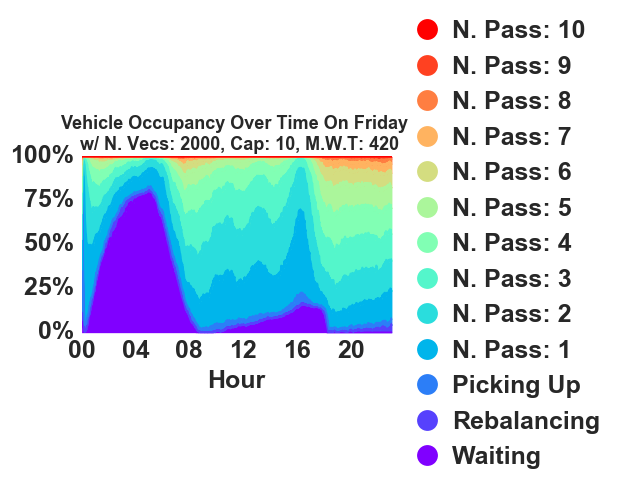 Vehicle Occupancy Over Time On Friday
w/ N. Vecs: 2000, Cap: 10, M.W.T: 420
100%
75%
50%
25%
0%
00 04 08 12 16 20
Hour
N. Pass: 10
N. Pass: 9
N. Pass: 8
N. Pass: 7
N. Pass: 6
N. Pass: 5
N. Pass: 4
N. Pass: 3
N. Pass: 2
N. Pass: 1
Picking Up
Rebalancing
Waiting